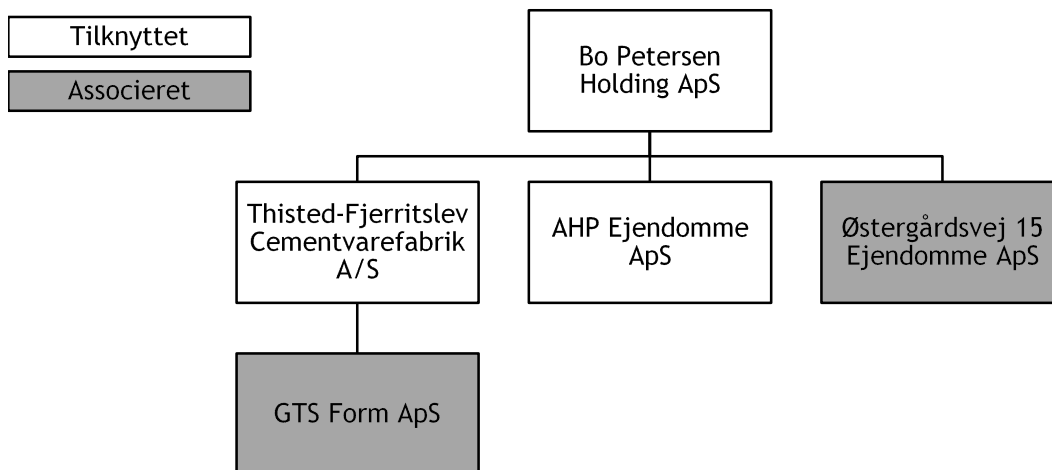 Tilknyttet
Associeret
Bo Petersen
Holding ApS
Thisted-Fjerritslev
Cementvarefabrik
A/S
AHP Ejendomme
ApS
Østergårdsvej 15
Ejendomme ApS
GTS Form ApS